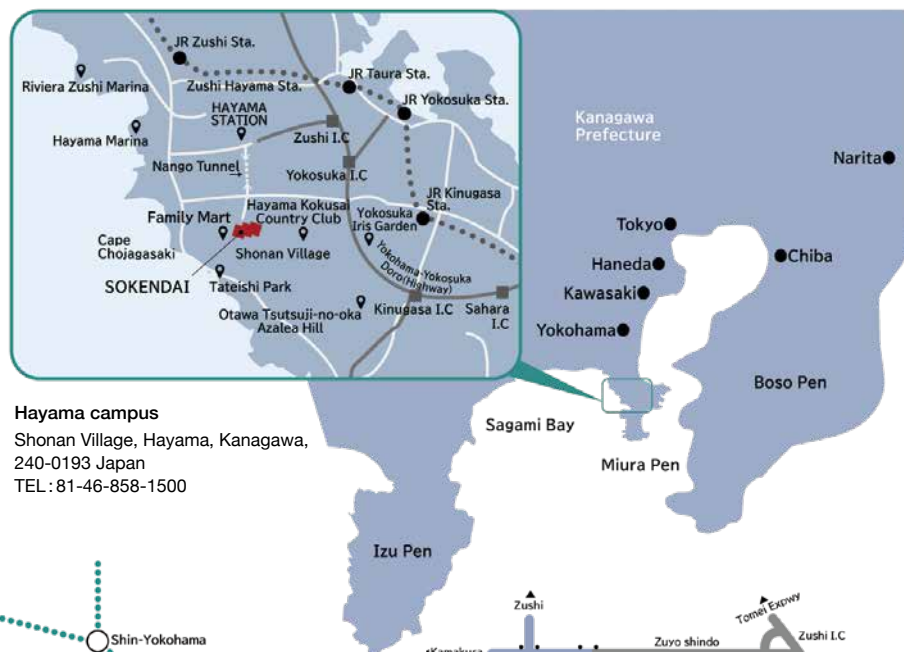 JR Zushi Sta.
Riviera Zushi Marina
Zushi Hayama Sta.
JR Taura Sta.
JR Yokosuka Sta.
HAYAMA
STATION
Hayama Marina
Zushi I.C
Nango Tunnel
Yokosuka I.C
JR Kinugasa
Sta.
Family Mart
Hayama Kokusai
Country Club
Yokosuka
Iris Garden
Cape
Chojagasaki
Shonan Village
SOKENDAI
Tateishi Park
Yokohama-Yokosuka
Doro(Highway)
Otawa Tsutsuji-no-oka
Azalea Hill
Kinugasa I.C
Sahara
I.C
Kanagawa
Prefecture
Narita
Tokyo
Haneda
Chiba
Kawasaki
Yokohama
Boso Pen
Sagami Bay
Miura Pen
Izu Pen
Hayama campus
Shonan Village, Hayama, Kanagawa,
240-0193 Japan
TEL : 81-46-858-1500
Shin-Yokohama
Zushi
Kamakura
Zuyo shindo
Tomei Expwy
Zushi I.C